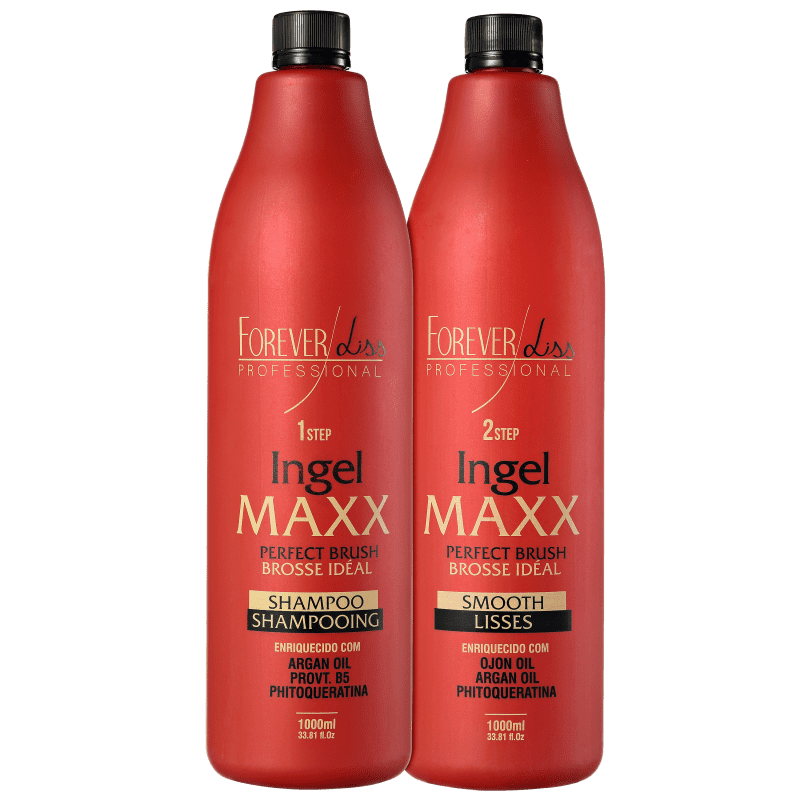 FOREVER Liss
PROFESSIONAL
1 STEP
Ingel
MAXX
PERFECT BRUSH
BROSSE IDÉAL
SHAMPOO
SHAMPOOING
ENRIQUECIDO COM
ARGAN OIL
PROVT. B5
PHITOQUERATINA
1000ml
33.81 fl.Oz
FOREVER Liss
PROFESSIONAL
2 STEP
Ingel
MAXX
PERFECT BRUSH
BROSSE IDÉAL
SMOOTH
LISSES
ENRIQUECIDO COM
OJON OIL
ARGAN OIL
PHITOQUERATINA
1000ml
33.81 fl.Oz